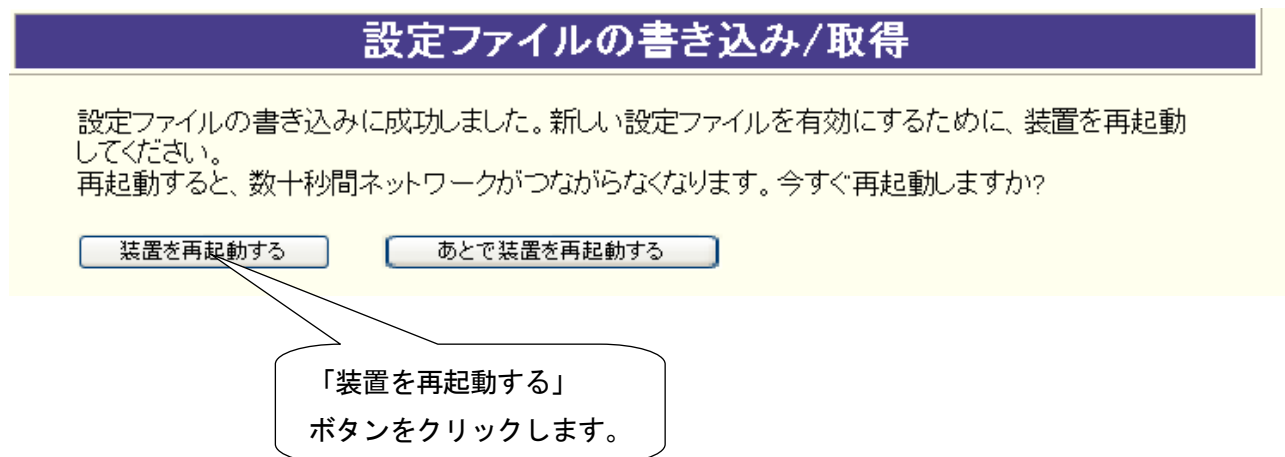 設定ファイルの書き込み/取得
設定ファイルの書き込みに成功しました。新しい設定ファイルを有効にするために、装置を再起動
してください。
再起動すると、数十秒間ネットワークがつながらなくなります。今すぐ再起動しますか?
装置を再起動する
あとで装置を再起動する
「装置を再起動する」
ボタンをクリックします。